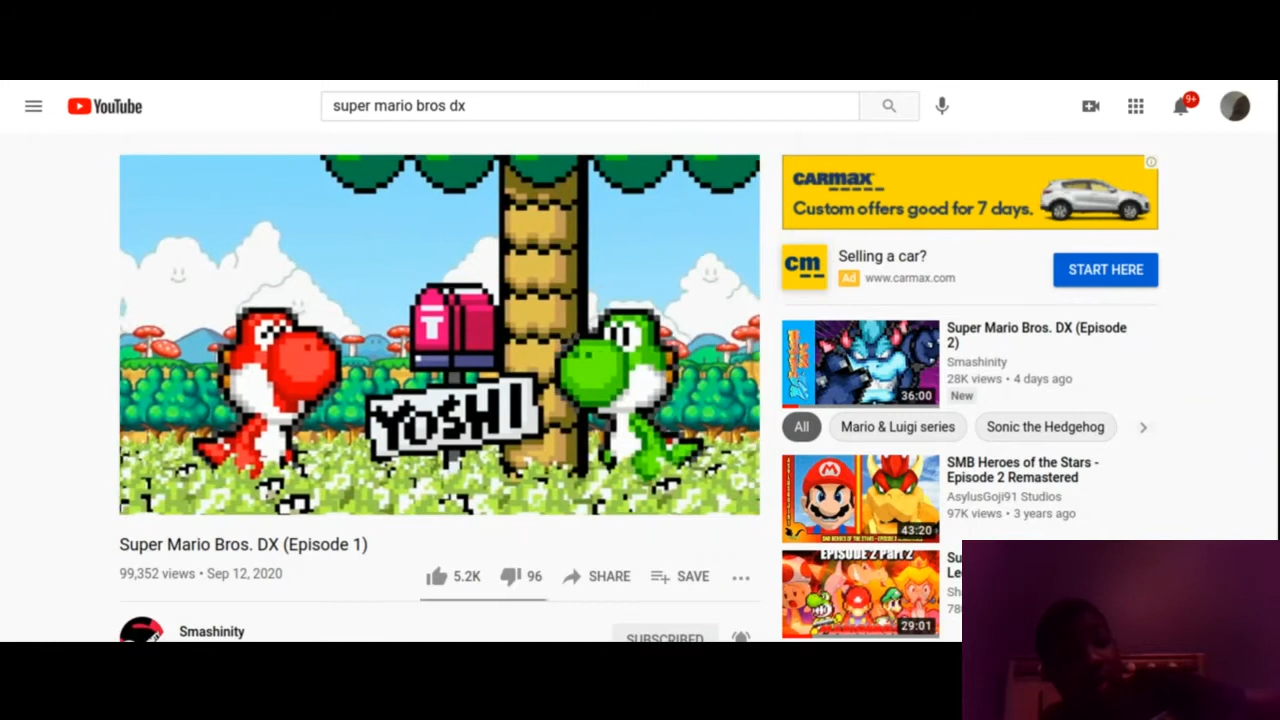 YouTube
super mario bros dx
9+
YOSHI
Super Mario Bros. DX (Episode 1)
99,352 views • Sep 12, 2020
5.2K
96
SHARE
SAVE
Smashinity
SUBSCRIBED
CARMAX
Custom offers good for 7 days.
cm
Selling a car?
Ad www.carmax.com
START HERE
36:00
Super Mario Bros. DX (Episode
2)
Smashinity
28K views • 4 days ago
New
All
Mario & Luigi series
Sonic the Hedgehog
43:20
SMB Heroes of the Stars -
Episode 2 Remastered
AsylusGoji91 Studios
97K views • 3 years ago
EPISODE 2 Part 2
29:01